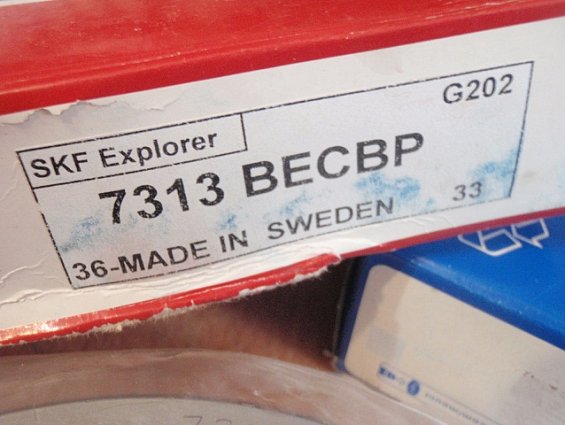 G202
SKF Explorer
7313 BECBP
36-MADE IN SWEDEN 33